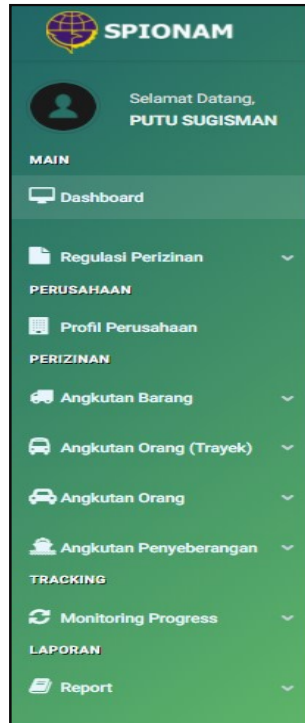 SPIONAM
Selamat Datang,
PUTU SUGISMAN
MAIN
Dashboard
Regulasi Perizinan
PERUSAHAAN
Profil Perusahaan
PERIZINAN
Angkutan Barang
Angkutan Orang (Trayek)
Angkutan Orang
Angkutan Penyeberangan
TRACKING
Monitoring Progress
LAPORAN
Report